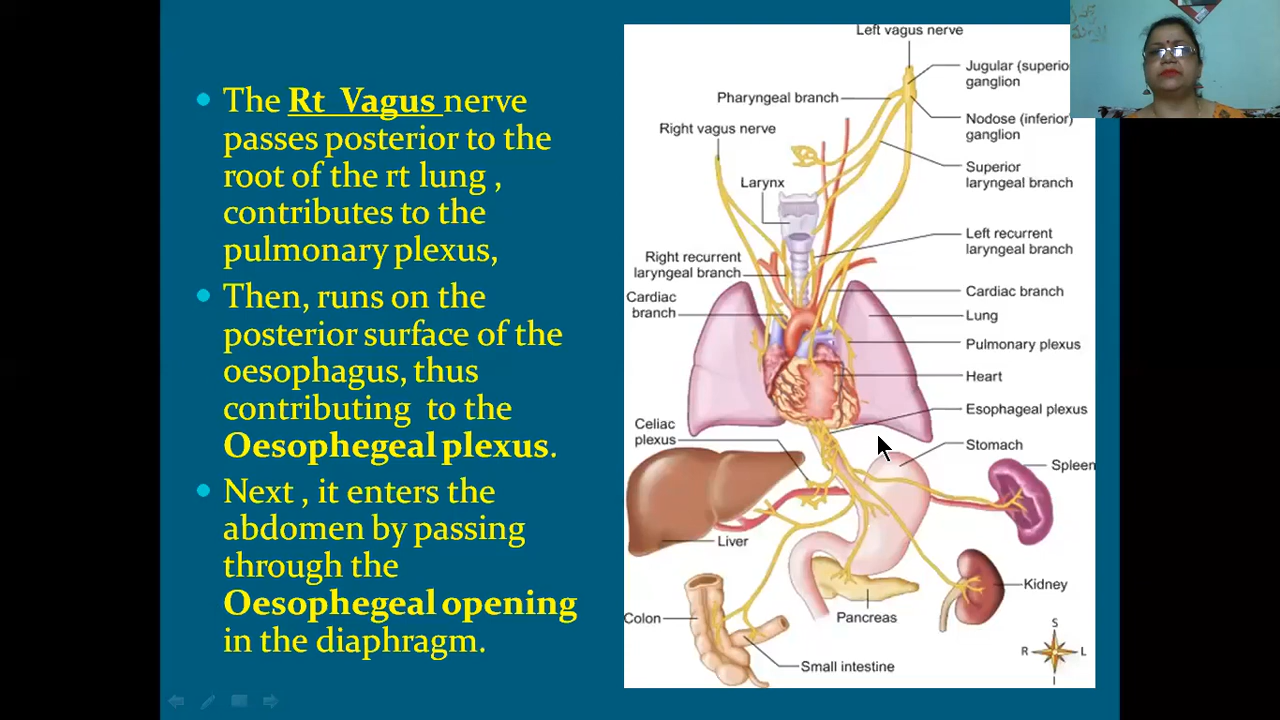 The Rt Vagus nerve
passes posterior to the
root of the rt lung ,
contributes to the
pulmonary plexus,
Then, runs on the
posterior surface of the
oesophagus, thus
contributing to the
Oesophegeal plexus.
Next , it enters the
abdomen by passing
through the
Oesophegeal opening
in the diaphragm.
Left vagus nerve
Jugular (superio
ganglion
Pharyngeal branch
Nodose (inferior)
ganglion
Right vagus nerve
Superior
laryngeal branch
Larynx
Left recurrent
laryngeal branch
Right recurrent
laryngeal branch
Cardiac branch
Cardiac
branch
Lung
Pulmonary plexus
Heart
Esophageal plexus
Celiac
plexus
Stomach
Spleen
Liver
Kidney
Colon
Pancreas
Small intestine
S
R L
I